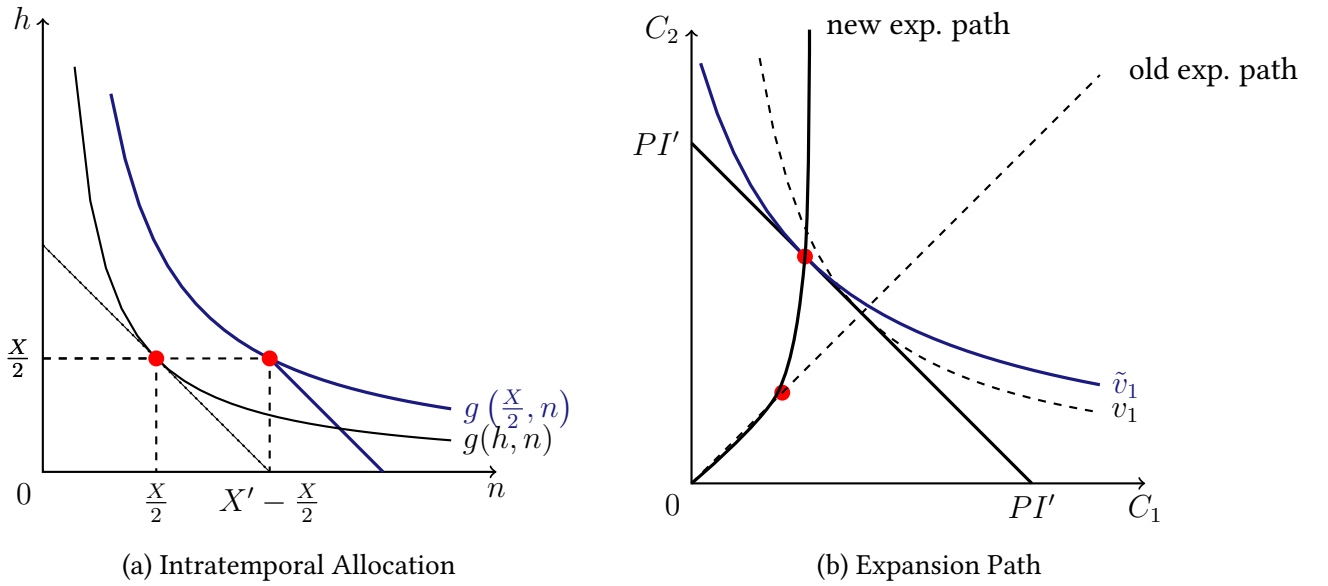 h
X/2
0
X/2
X′ − X/2
n
g(X/2, n)
g(h, n)
(a) Intratemporal Allocation
C₂
new exp. path
old exp. path
PI′
ṽ₁
v₁
0
PI′
C₁
(b) Expansion Path